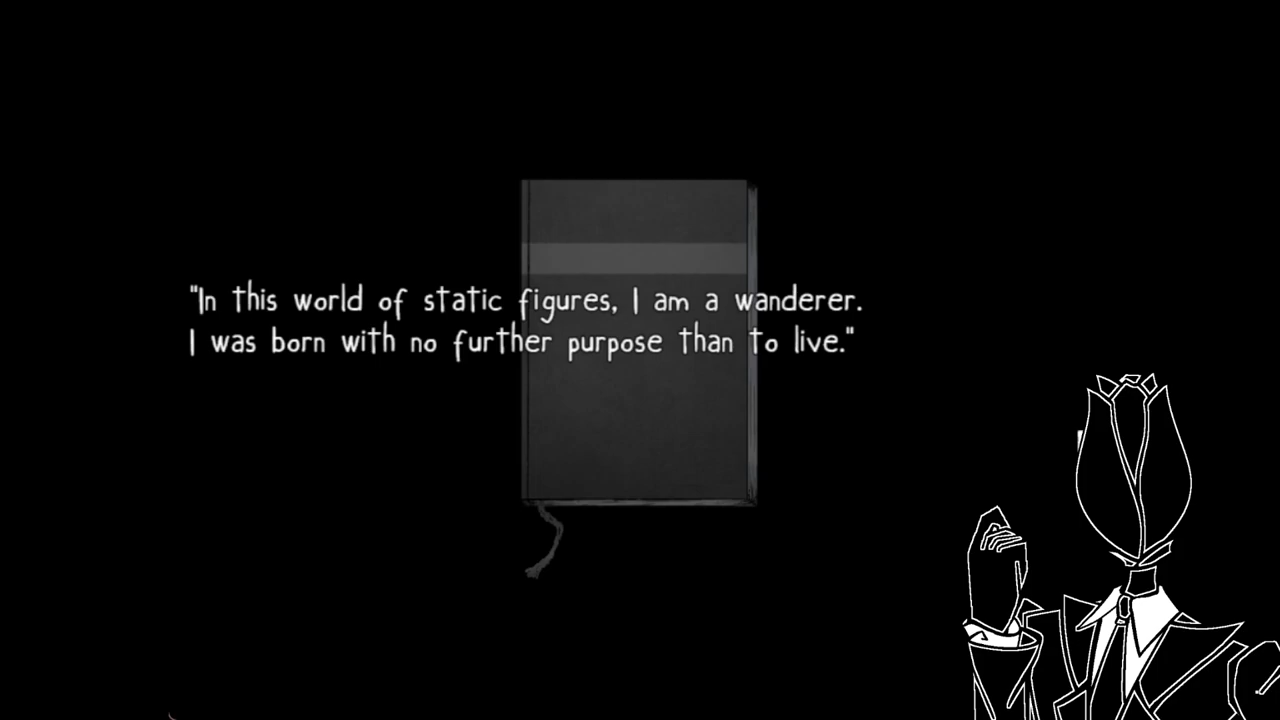 "In this world of static figures, I am a wanderer.
I was born with no further purpose than to live."